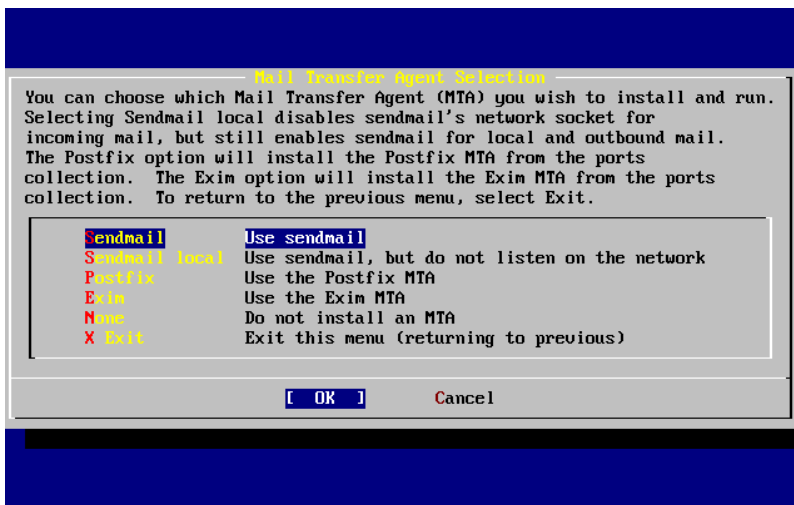 Mail Transfer Agent Selection
You can choose which Mail Transfer Agent (MTA) you wish to install and run.
Selecting Sendmail local disables sendmail's network socket for
incoming mail, but still enables sendmail for local and outbound mail.
The Postfix option will install the Postfix MTA from the ports
collection.  The Exim option will install the Exim MTA from the ports
collection.  To return to the previous menu, select Exit.
Sendmail Use sendmail
Sendmail local Use sendmail, but do not listen on the network
Postfix Use the Postfix MTA
Exim Use the Exim MTA
None Do not install an MTA
X Exit Exit this menu (returning to previous)
[ OK ] Cancel